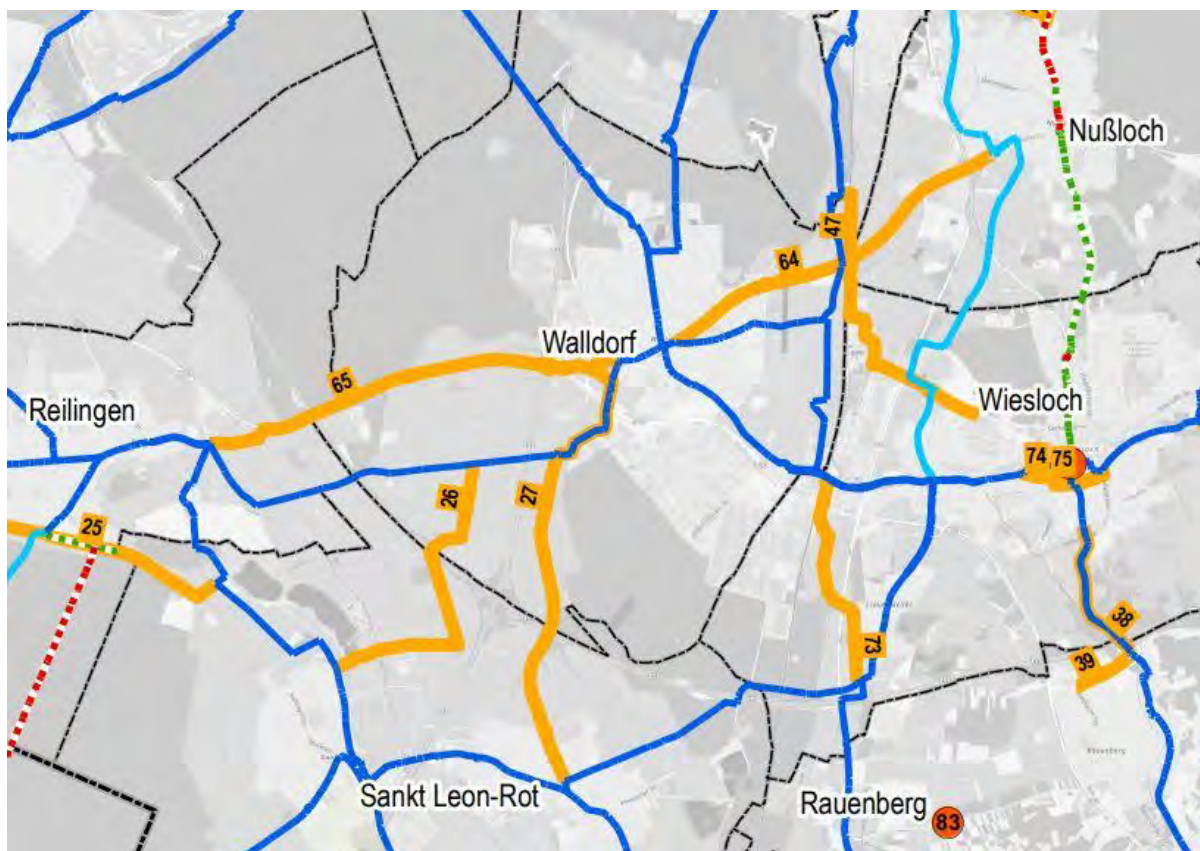 Nußloch
47
64
Walldorf
65
Reilingen
Wiesloch
74
75
26
27
25
38
73
39
Sankt Leon-Rot
Rauenberg
83